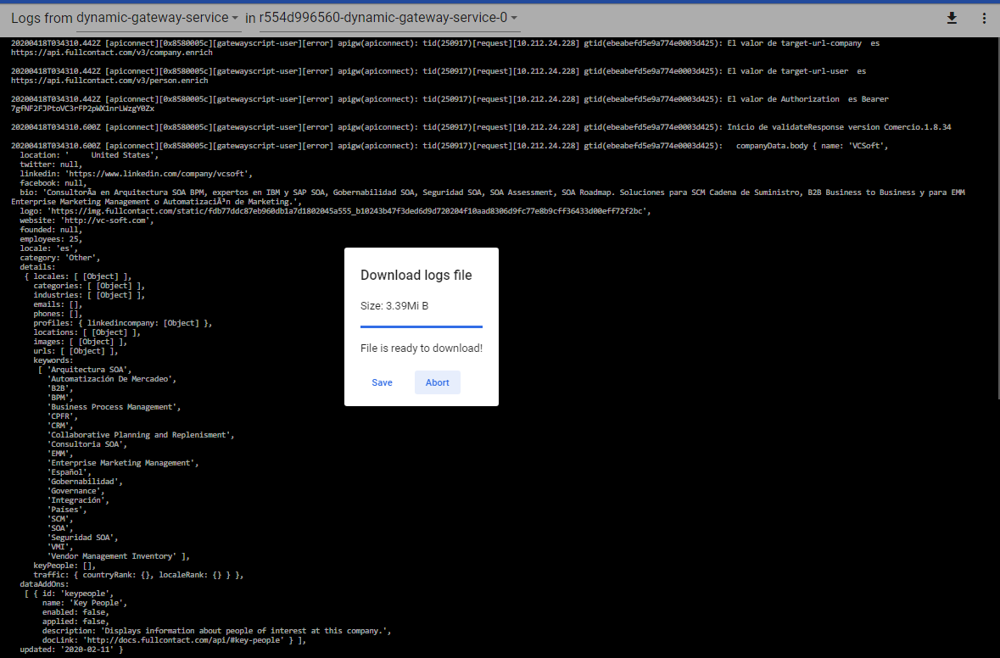 Logs from dynamic-gateway-service in r554d996560-dynamic-gateway-service-0
20200418T034310.442Z [apiconnect][0x8580005c][gatewayscript-user][error] apigw(apiconnect): tid(250917)[request][10.212.24.228] gtid(ebeabefd5e9a774e0003d425): El valor de target-url-company  es
https://api.fullcontact.com/v3/company.enrich
20200418T034310.442Z [apiconnect][0x8580005c][gatewayscript-user][error] apigw(apiconnect): tid(250917)[request][10.212.24.228] gtid(ebeabefd5e9a774e0003d425): El valor de target-url-user  es
https://api.fullcontact.com/v3/person.enrich
20200418T034310.442Z [apiconnect][0x8580005c][gatewayscript-user][error] apigw(apiconnect): tid(250917)[request][10.212.24.228] gtid(ebeabefd5e9a774e0003d425): El valor de Authorization  es Bearer
7gfNF2FJPtoVC3rFP2pWX1nrLWzgY0Zx
20200418T034310.600Z [apiconnect][0x8580005c][gatewayscript-user][error] apigw(apiconnect): tid(250917)[request][10.212.24.228] gtid(ebeabefd5e9a774e0003d425): Inicio de validateResponse version Comercio.1.8.34
20200418T034310.600Z [apiconnect][0x8580005c][gatewayscript-user][error] apigw(apiconnect): tid(250917)[request][10.212.24.228] gtid(ebeabefd5e9a774e0003d425):   companyData.body { name: 'VCSoft',
location: '     United States',
twitter: null,
linkedin: 'https://www.linkedin.com/company/vcsoft',
facebook: null,
bio: 'ConsultorÃa en Arquitectura SOA BPM, expertos en IBM y SAP SOA, Gobernabilidad SOA, Seguridad SOA, SOA Assessment, SOA Roadmap. Soluciones para SCM Cadena de Suministro, B2B Business to Business y para EMM
Enterprise Marketing Management o AutomatizaciÃ³n de Marketing.',
logo: 'https://img.fullcontact.com/static/fdb77ddc87eb960db1a7d1802045a555_b10243b47f3ded6d9d720204f10aad8306d9fc77e8b9cff36433d00eff72f2bc',
website: 'http://vc-soft.com',
founded: null,
employees: 25,
locale: 'es',
category: 'Other',
details:
{ locales: [ [Object] ],
categories: [ [Object] ],
industries: [ [Object] ],
emails: [],
phones: [],
profiles: { linkedincompany: [Object] },
locations: [ [Object] ],
images: [ [Object] ],
urls: [ [Object] ],
keywords:
[ 'Arquitectura SOA',
'Automatización De Mercadeo',
'B2B',
'BPM',
'Business Process Management',
'CPFR',
'CRM',
'Collaborative Planning and Replenisment',
'Consultoria SOA',
'EMM',
'Enterprise Marketing Management',
'Español',
'Gobernabilidad',
'Governance',
'Integración',
'Países',
'SCM',
'SOA',
'Seguridad SOA',
'VMI',
'Vendor Management Inventory' ],
keyPeople: [],
traffic: { countryRank: {}, localeRank: {} } },
dataAddOns:
[ { id: 'keypeople',
name: 'Key People',
enabled: false,
applied: false,
description: 'Displays information about people of interest at this company.',
docLink: 'http://docs.fullcontact.com/api/#key-people' } ],
updated: '2020-02-11' }
Download logs file
Size: 3.39Mi B
File is ready to download!
Save Abort